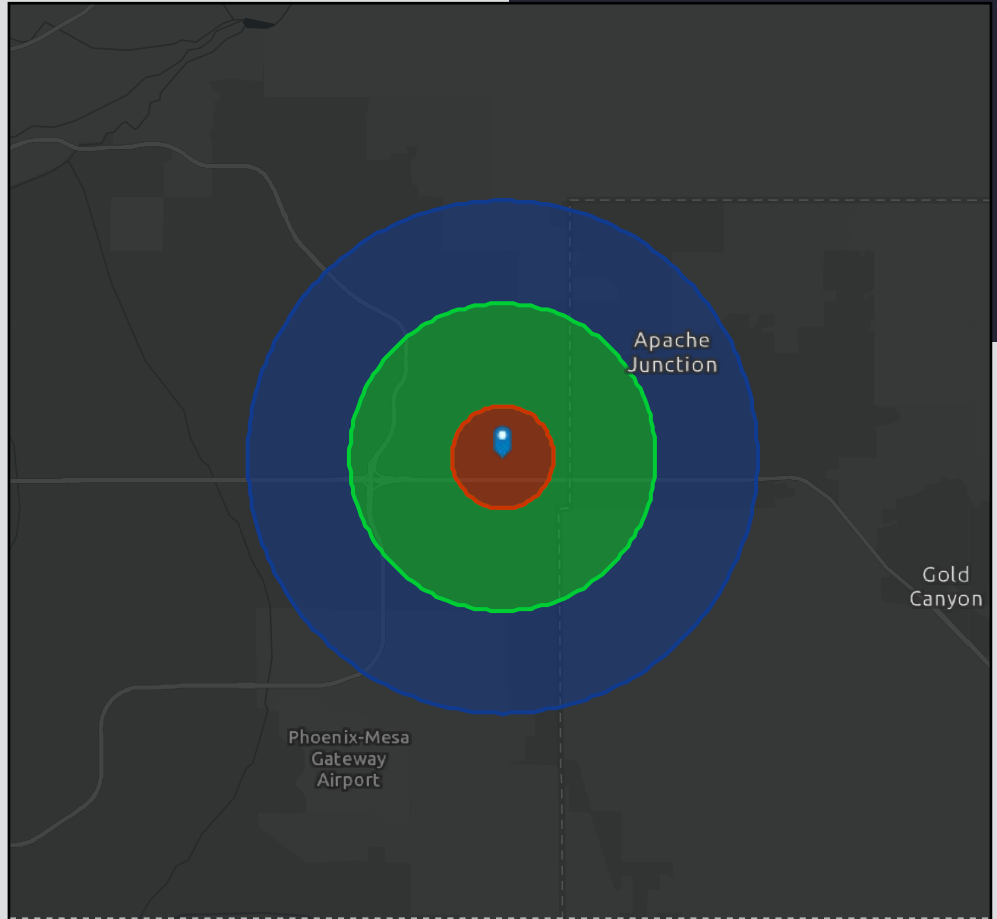 Apache
Junction
Gold
Canyon
Phoenix-Mesa
Gateway
Airport